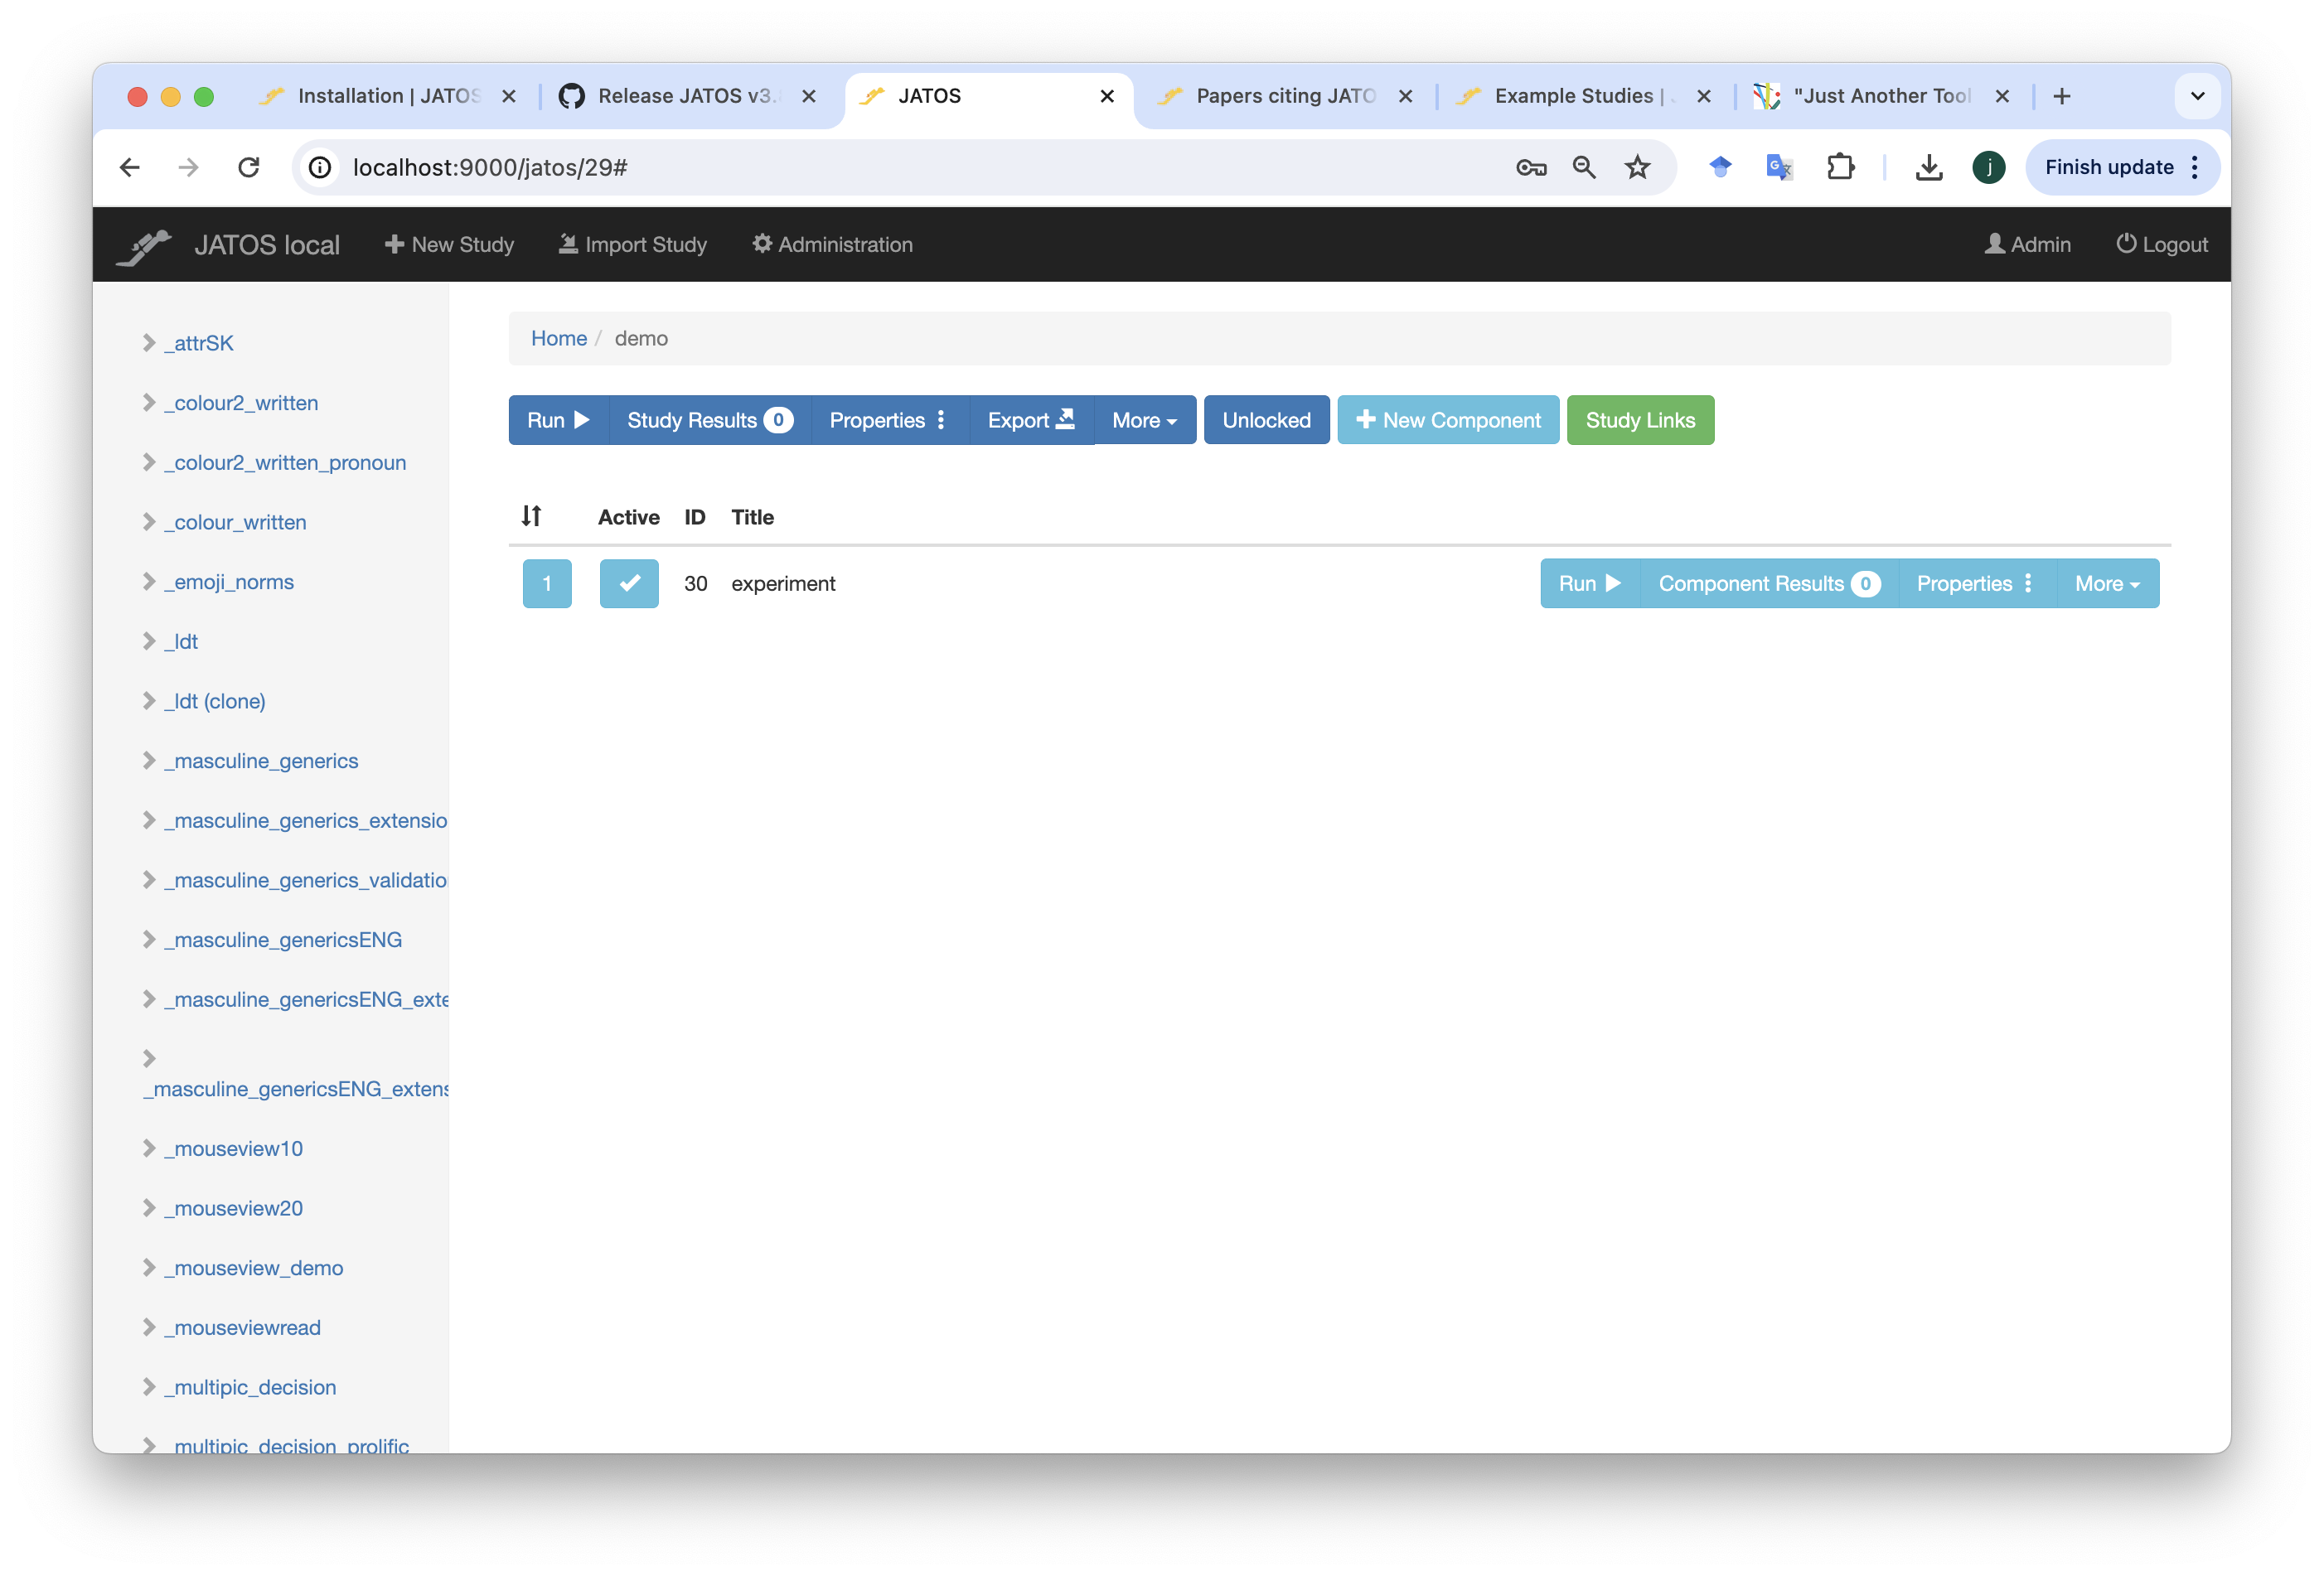 Installation | JATOS
Release JATOS v3.
JATOS
Papers citing JATO
Example Studies |
"Just Another Tool
localhost:9000/jatos/29#
j
Finish update
JATOS local
New Study
Import Study
Administration
Admin
Logout
_attrSK
_colour2_written
_colour2_written_pronoun
_colour_written
_emoji_norms
_ldt
_ldt (clone)
_masculine_generics
_masculine_generics_extensio
_masculine_generics_validatio
_masculine_genericsENG
_masculine_genericsENG_exte
_masculine_genericsENG_extens
_mouseview10
_mouseview20
_mouseview_demo
_mouseviewread
_multipic_decision
_multipic_decision_prolific
Home / demo
Run Study Results 0 Properties Export More Unlocked New Component Study Links
Active ID Title
1 30 experiment Run Component Results 0 Properties More